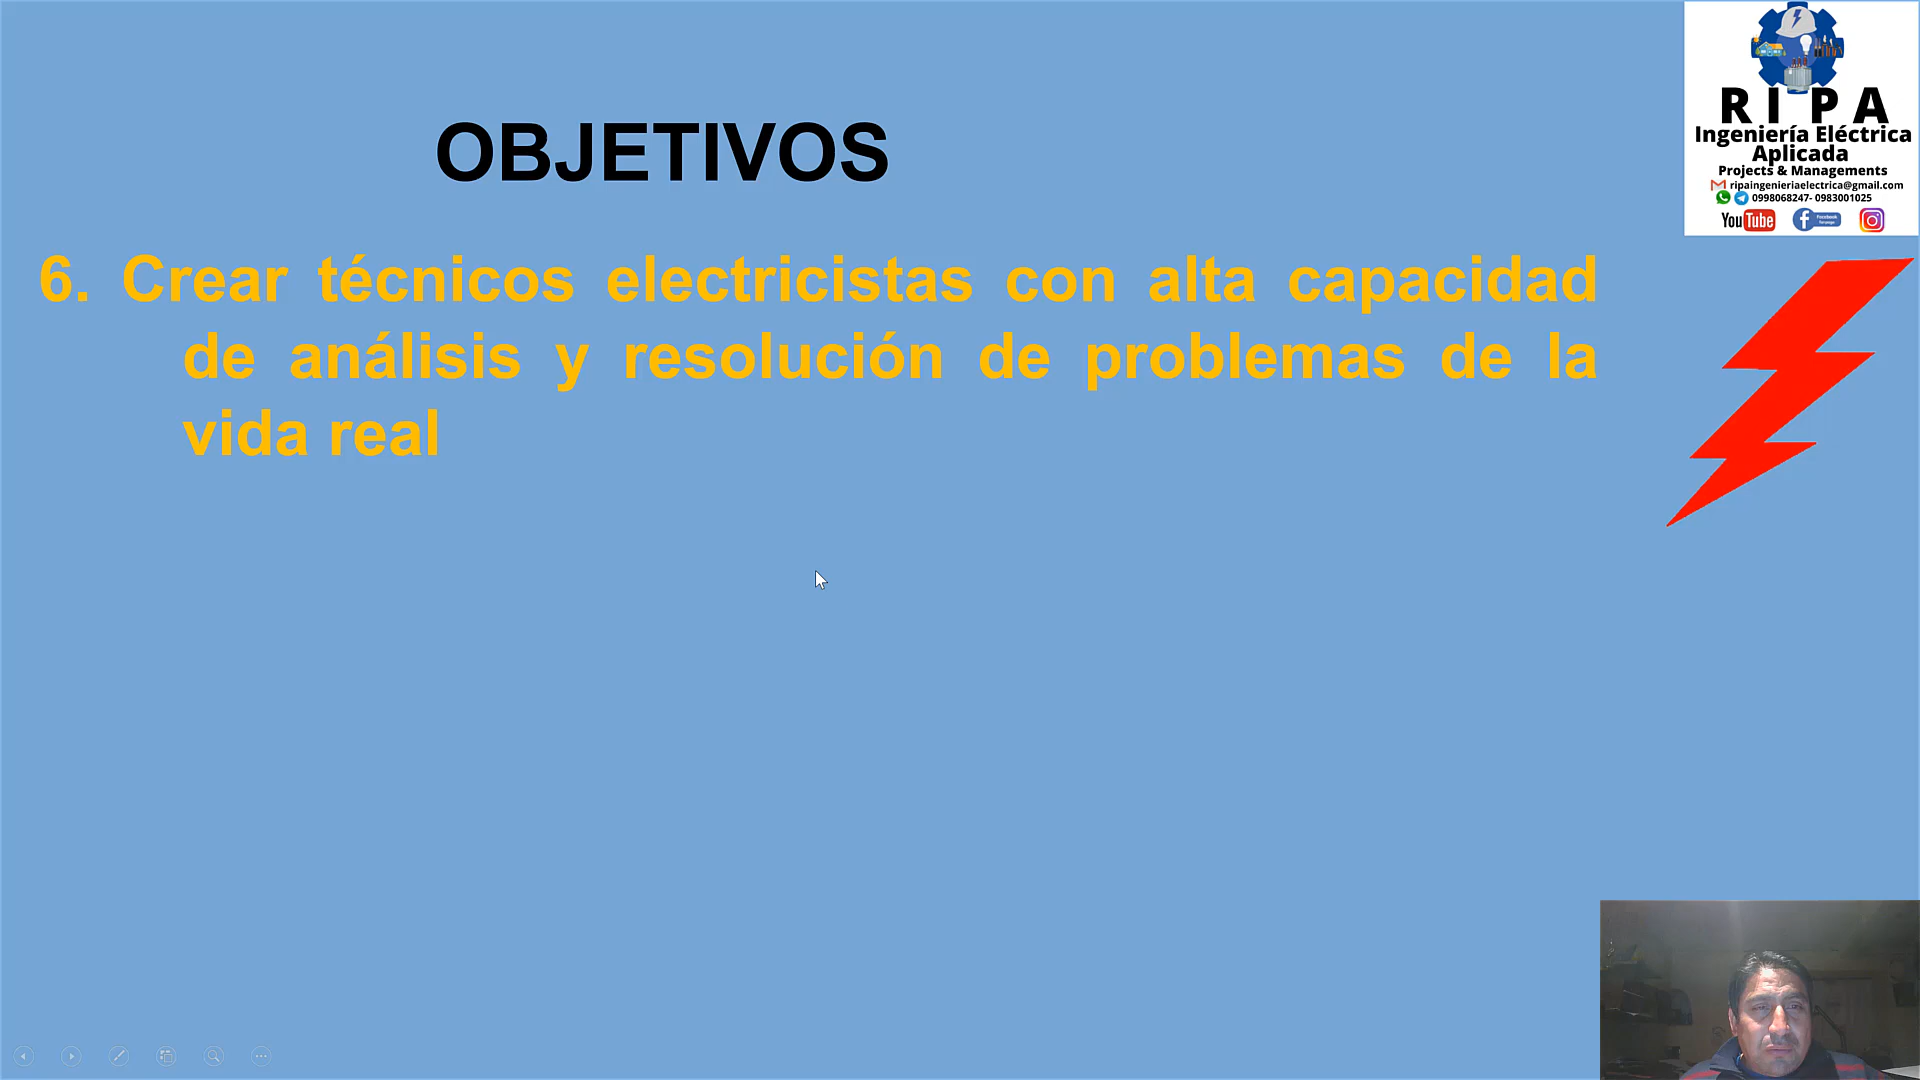 OBJETIVOS
6. Crear técnicos electricistas con alta capacidad
de análisis y resolución de problemas de la
vida real
R I P A
Ingeniería Eléctrica
Aplicada
Projects & Managements
ripaingenieriaelectrica@gmail.com
0998068247- 0983001025
YouTube